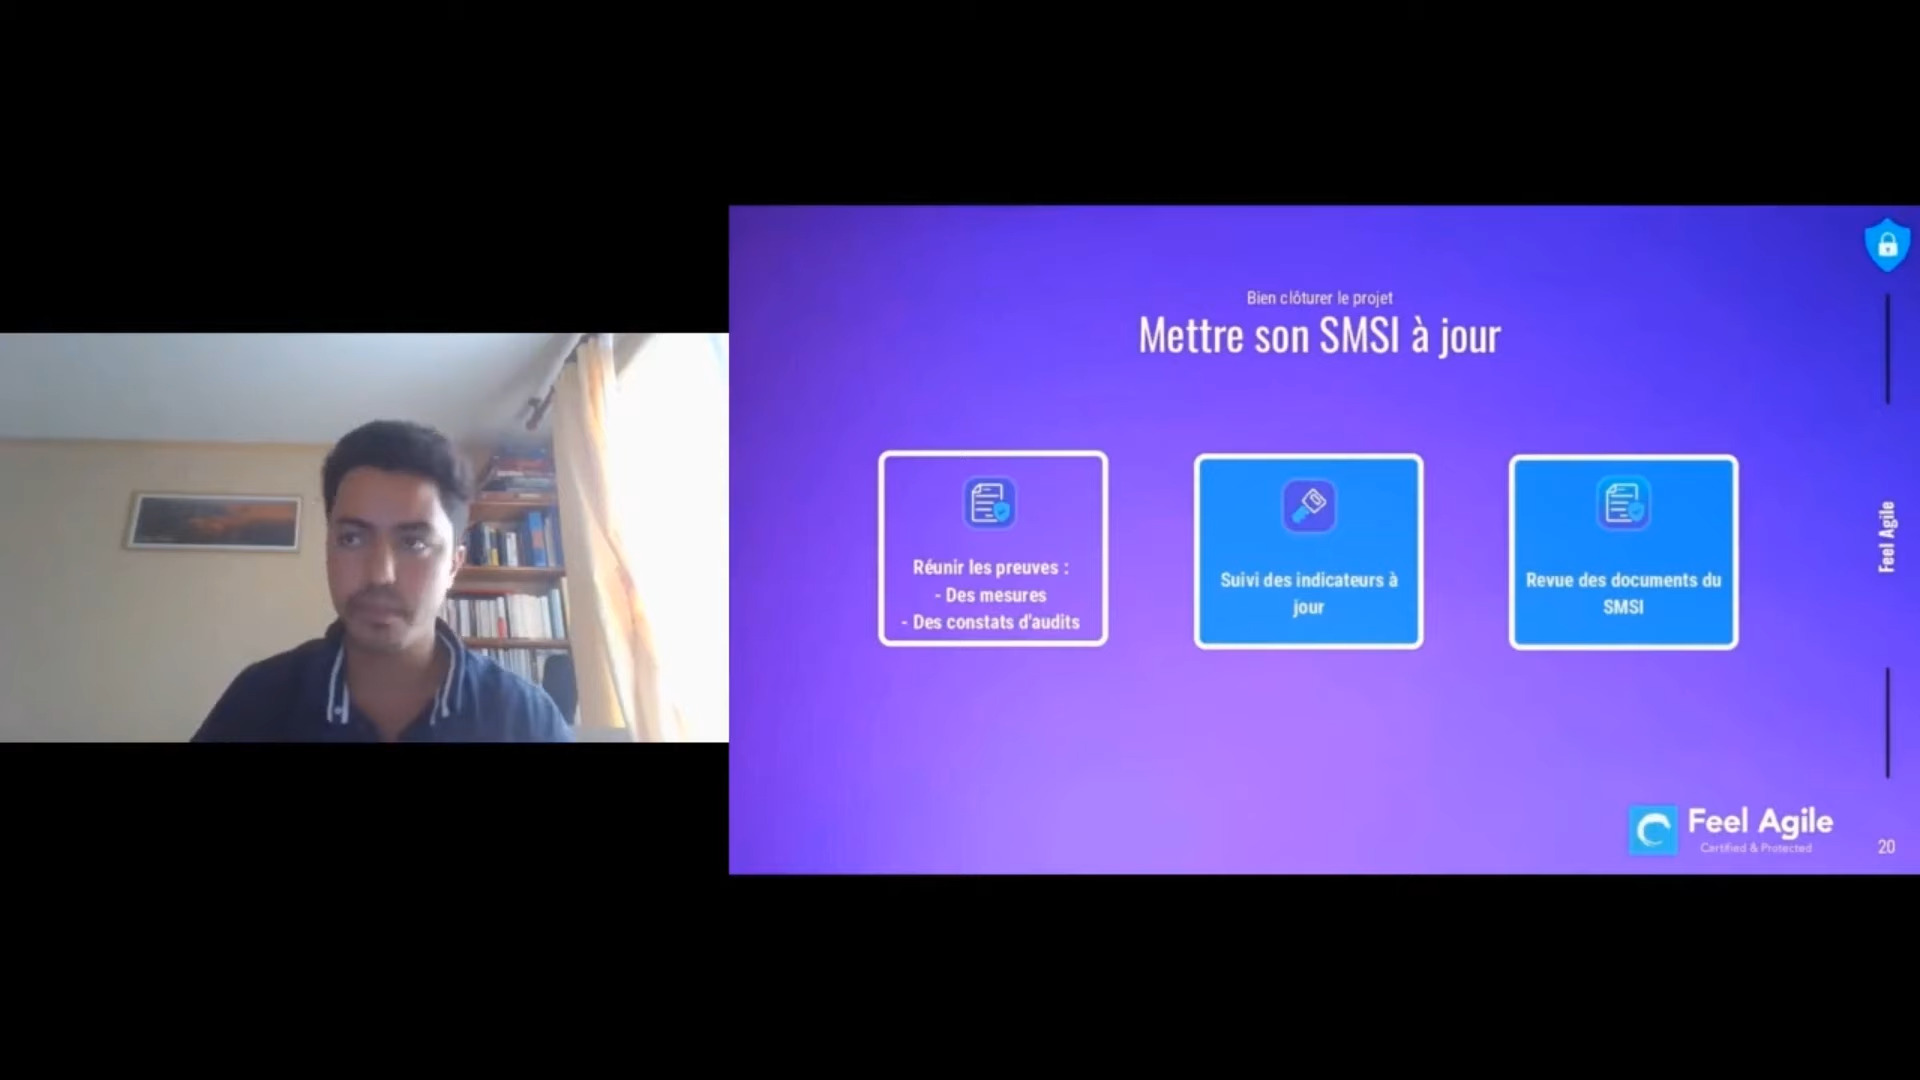 Bien clôturer le projet
Mettre son SMSI à jour
Réunir les preuves :
- Des mesures
- Des constats d'audits
Suivi des indicateurs à
jour
Revue des documents du
SMSI
Feel Agile
Feel Agile
Certified & Protected
20